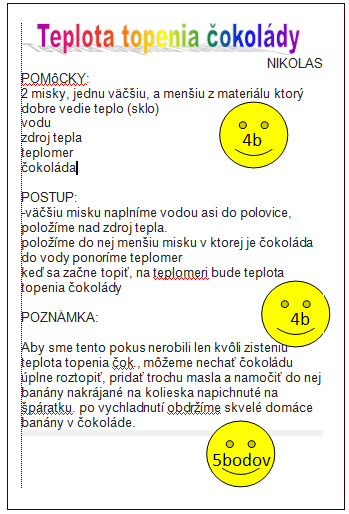 Teplota topenia čokolády
NIKOLAS
POMôCKY:
2 misky, jednu väčšiu, a menšiu z materiálu ktorý
dobre vedie teplo (sklo)
vodu
zdroj tepla
teplomer
čokoláda
4b
POSTUP:
-väčšiu misku naplníme vodou asi do polovice,
položíme nad zdroj tepla.
položíme do nej menšiu misku v ktorej je čokoláda
do vody ponoríme teplomer
keď sa začne topiť, na teplomeri bude teplota
topenia čokolády
4b
POZNÁMKA:
Aby sme tento pokus nerobili len kvôli zisteniu
teplota topenia čok., môžeme nechať čokoládu
úplne roztopiť, pridať trochu masla a namočiť do nej
banány nakrájané na kolieska napichnuté na
špáratku. po vychladnutí obdržíme skvelé domáce
banány v čokoláde.
5bodov